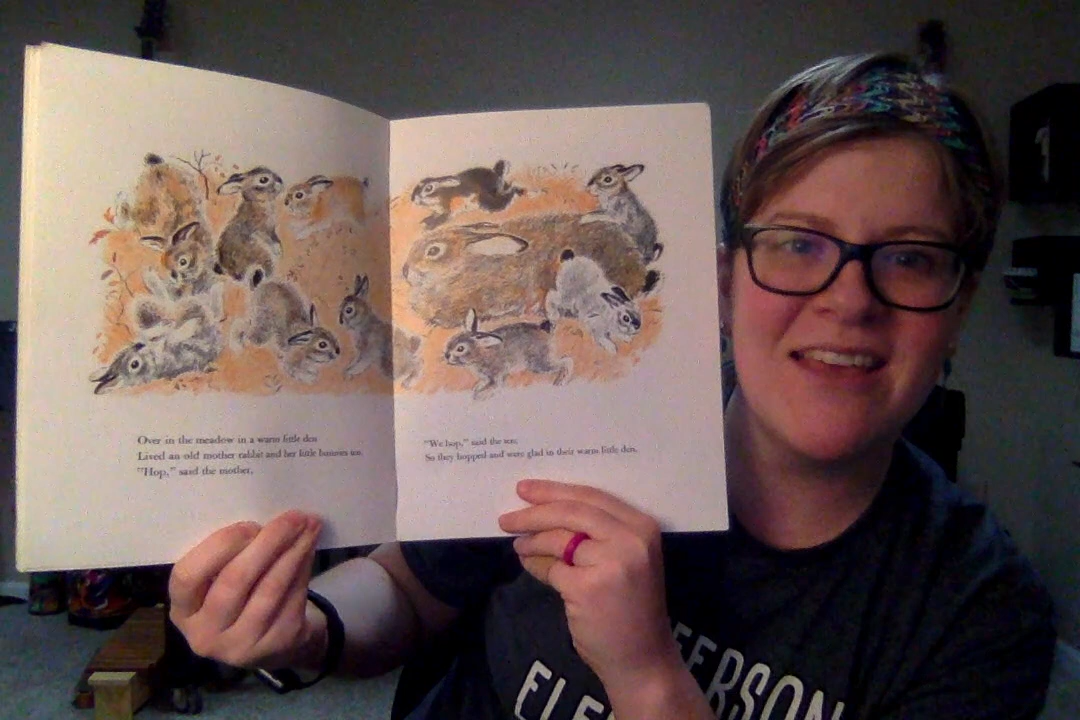 Over in the meadow in a warm little den
Lived an old mother rabbit and her little bunnies ten.
"Hop," said the mother,
"We hop," said the ten;
So they hopped and were glad in their warm little den.
FERSON
ELE